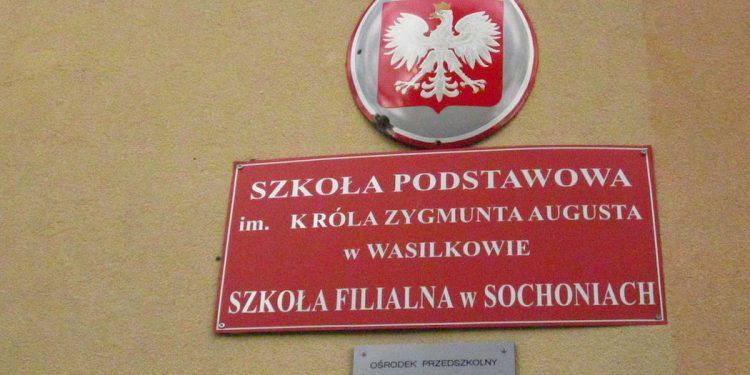 SZKOŁA PODSTAWOWA
im. KRÓLA ZYGMUNTA AUGUSTA
w WASILKOWIE
SZKOŁA FILIALNA w SOCHONIACH
OŚRODEK PRZEDSZKOLNY